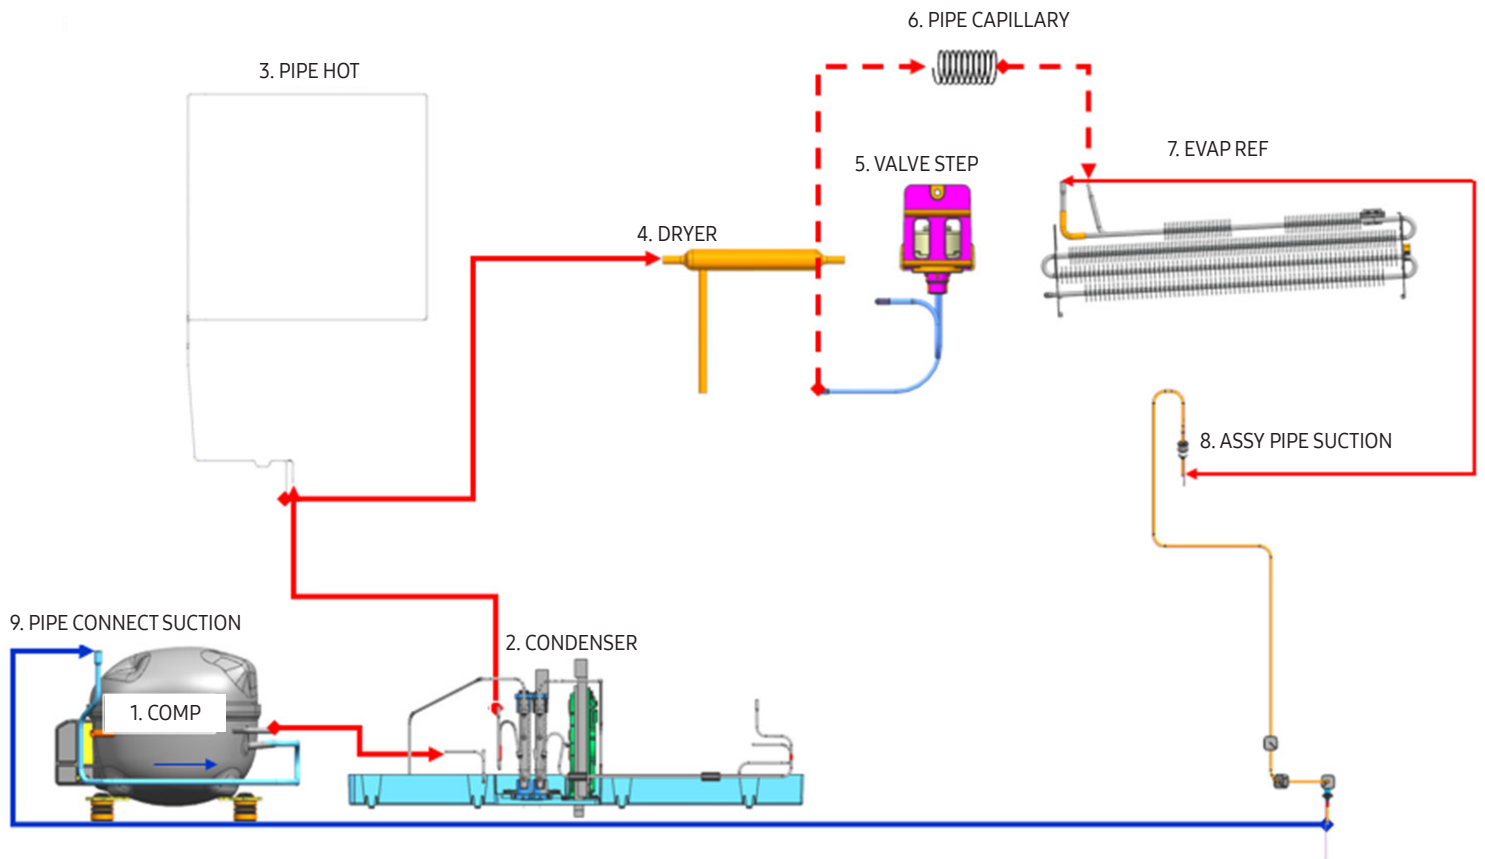 6. PIPE CAPILLARY
3. PIPE HOT
7. EVAP REF
5. VALVE STEP
4. DRYER
8. ASSY PIPE SUCTION
9. PIPE CONNECT SUCTION
2. CONDENSER
1. COMP